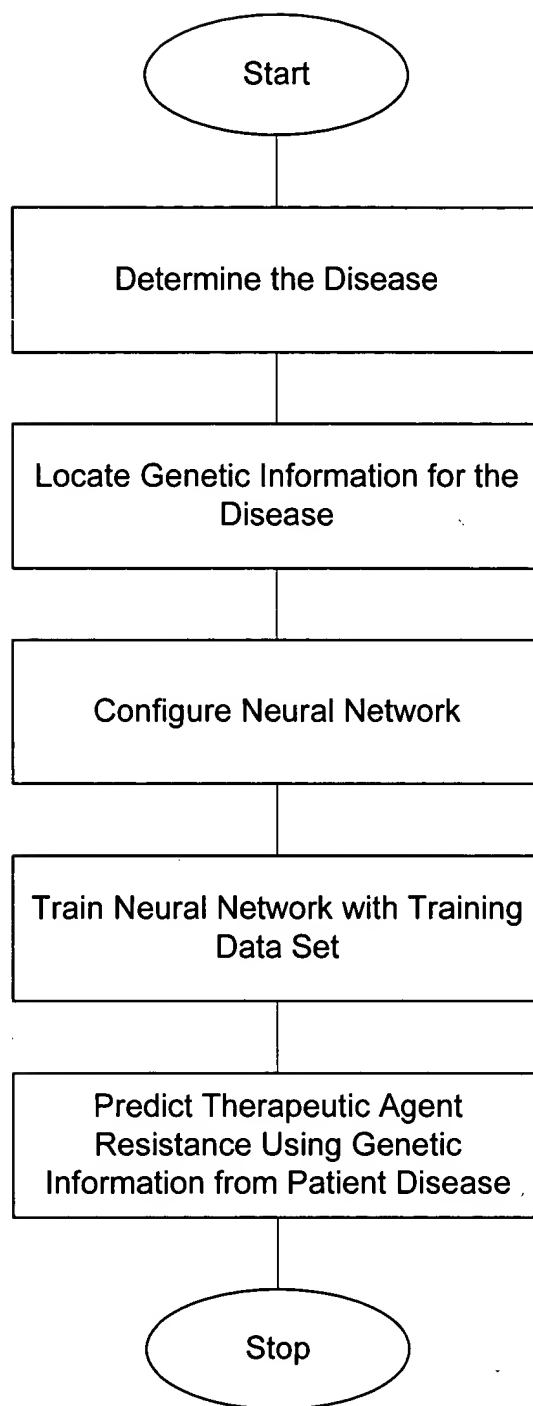 Start
Determine the Disease
Locate Genetic Information for the
Disease
Configure Neural Network
Train Neural Network with Training
Data Set
Predict Therapeutic Agent
Resistance Using Genetic
Information from Patient Disease
Stop